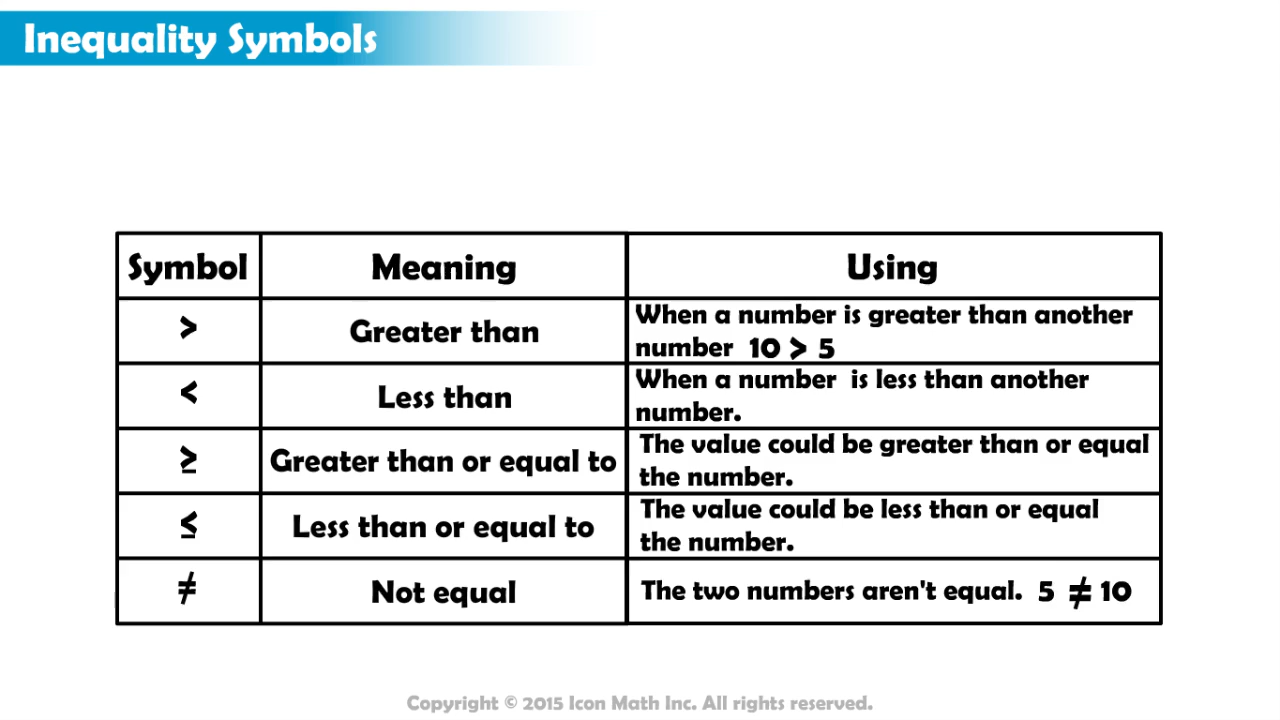 Inequality Symbols
Symbol Meaning Using
> Greater than When a number is greater than another
number 10 > 5
< Less than When a number is less than another
number.
≥ Greater than or equal to The value could be greater than or equal
the number.
≤ Less than or equal to The value could be less than or equal
the number.
≠ Not equal The two numbers aren't equal. 5 ≠ 10
Copyright © 2015 Icon Math Inc. All rights reserved.